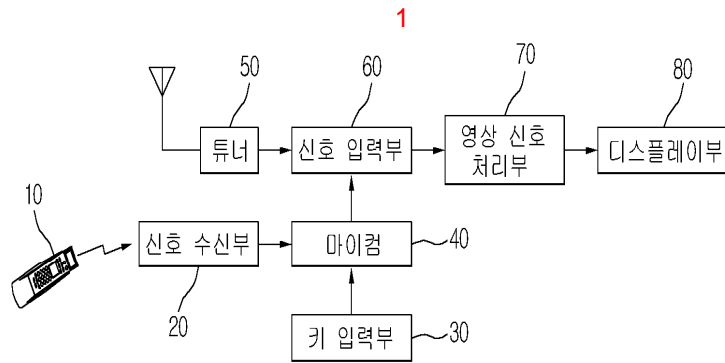 1
50
60
70
80
튜너
신호 입력부
영상 신호
처리부
디스플레이부
10
신호 수신부
마이컴
40
20
키 입력부
30